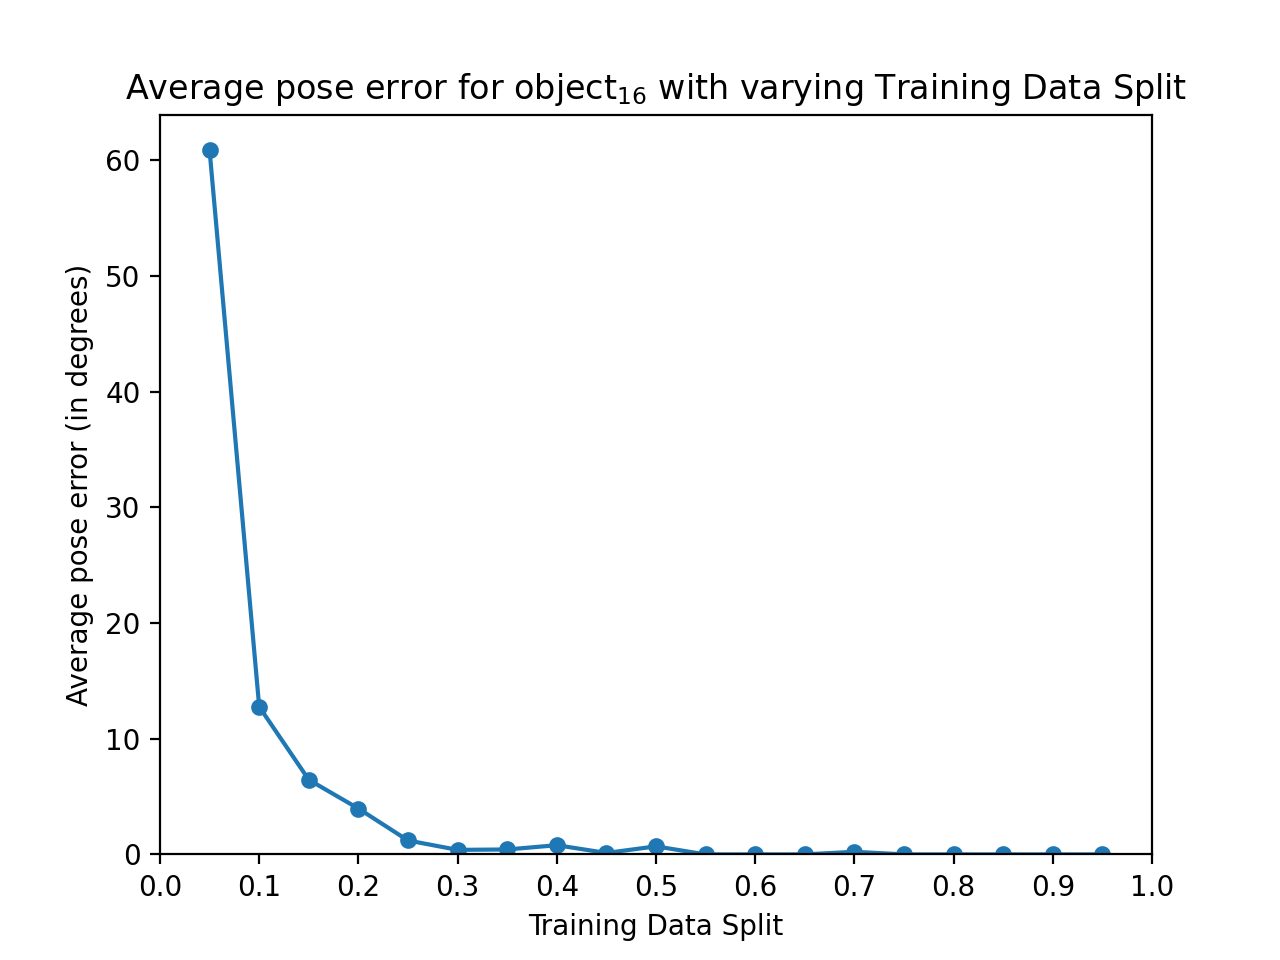 Average pose error for object₁₆ with varying Training Data Split
60
50
40
30
20
10
0
Average pose error (in degrees)
0.0 0.1 0.2 0.3 0.4 0.5 0.6 0.7 0.8 0.9 1.0
Training Data Split